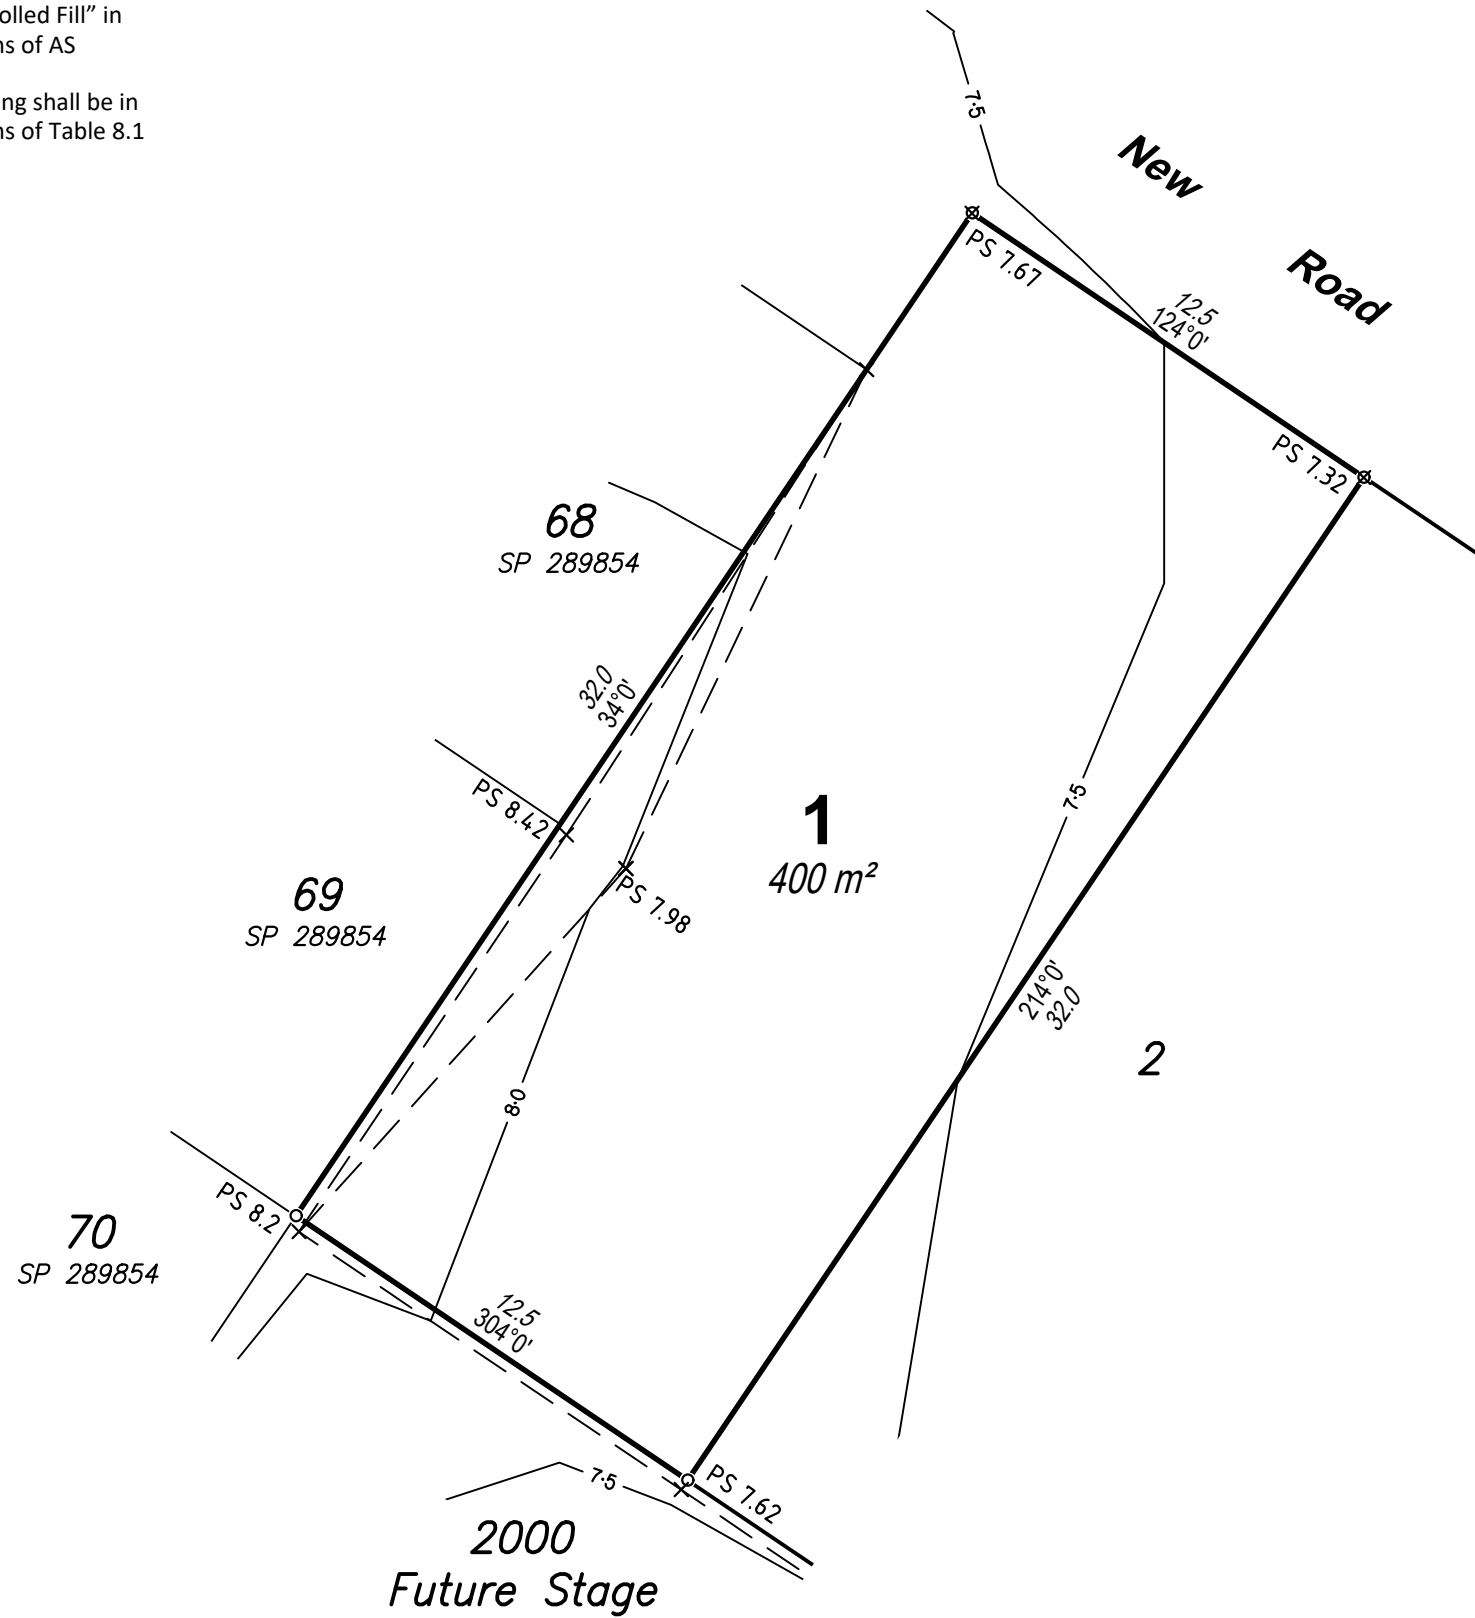 olled Fill” in
ns of AS
ng shall be in
ns of Table 8.1
7·5
New
Road
PS 7.67
12.5
124°0'
PS 7.32
68
SP 289854
32.0
34°0'
PS 8.42
7·5
1
400 m²
PS 7.98
69
SP 289854
214°0'
32.0
2
8·0
PS 8.2
70
SP 289854
12.5
304°0'
7·5
PS 7.62
2000
Future Stage